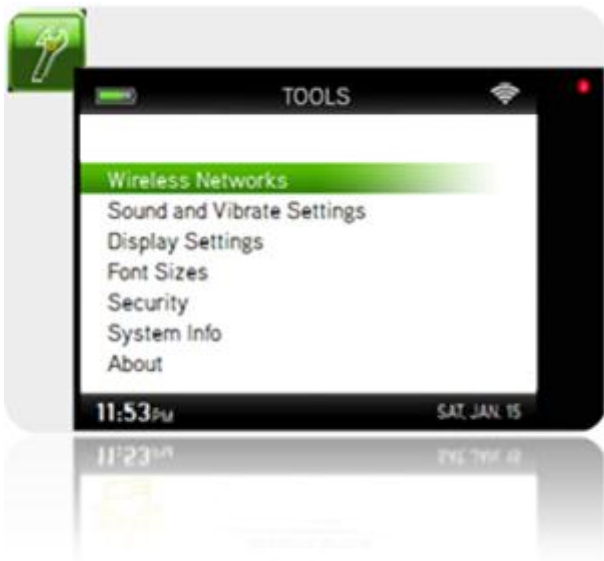 TOOLS
Wireless Networks
Sound and Vibrate Settings
Display Settings
Font Sizes
Security
System Info
About
11:53PM SAT, JAN. 15